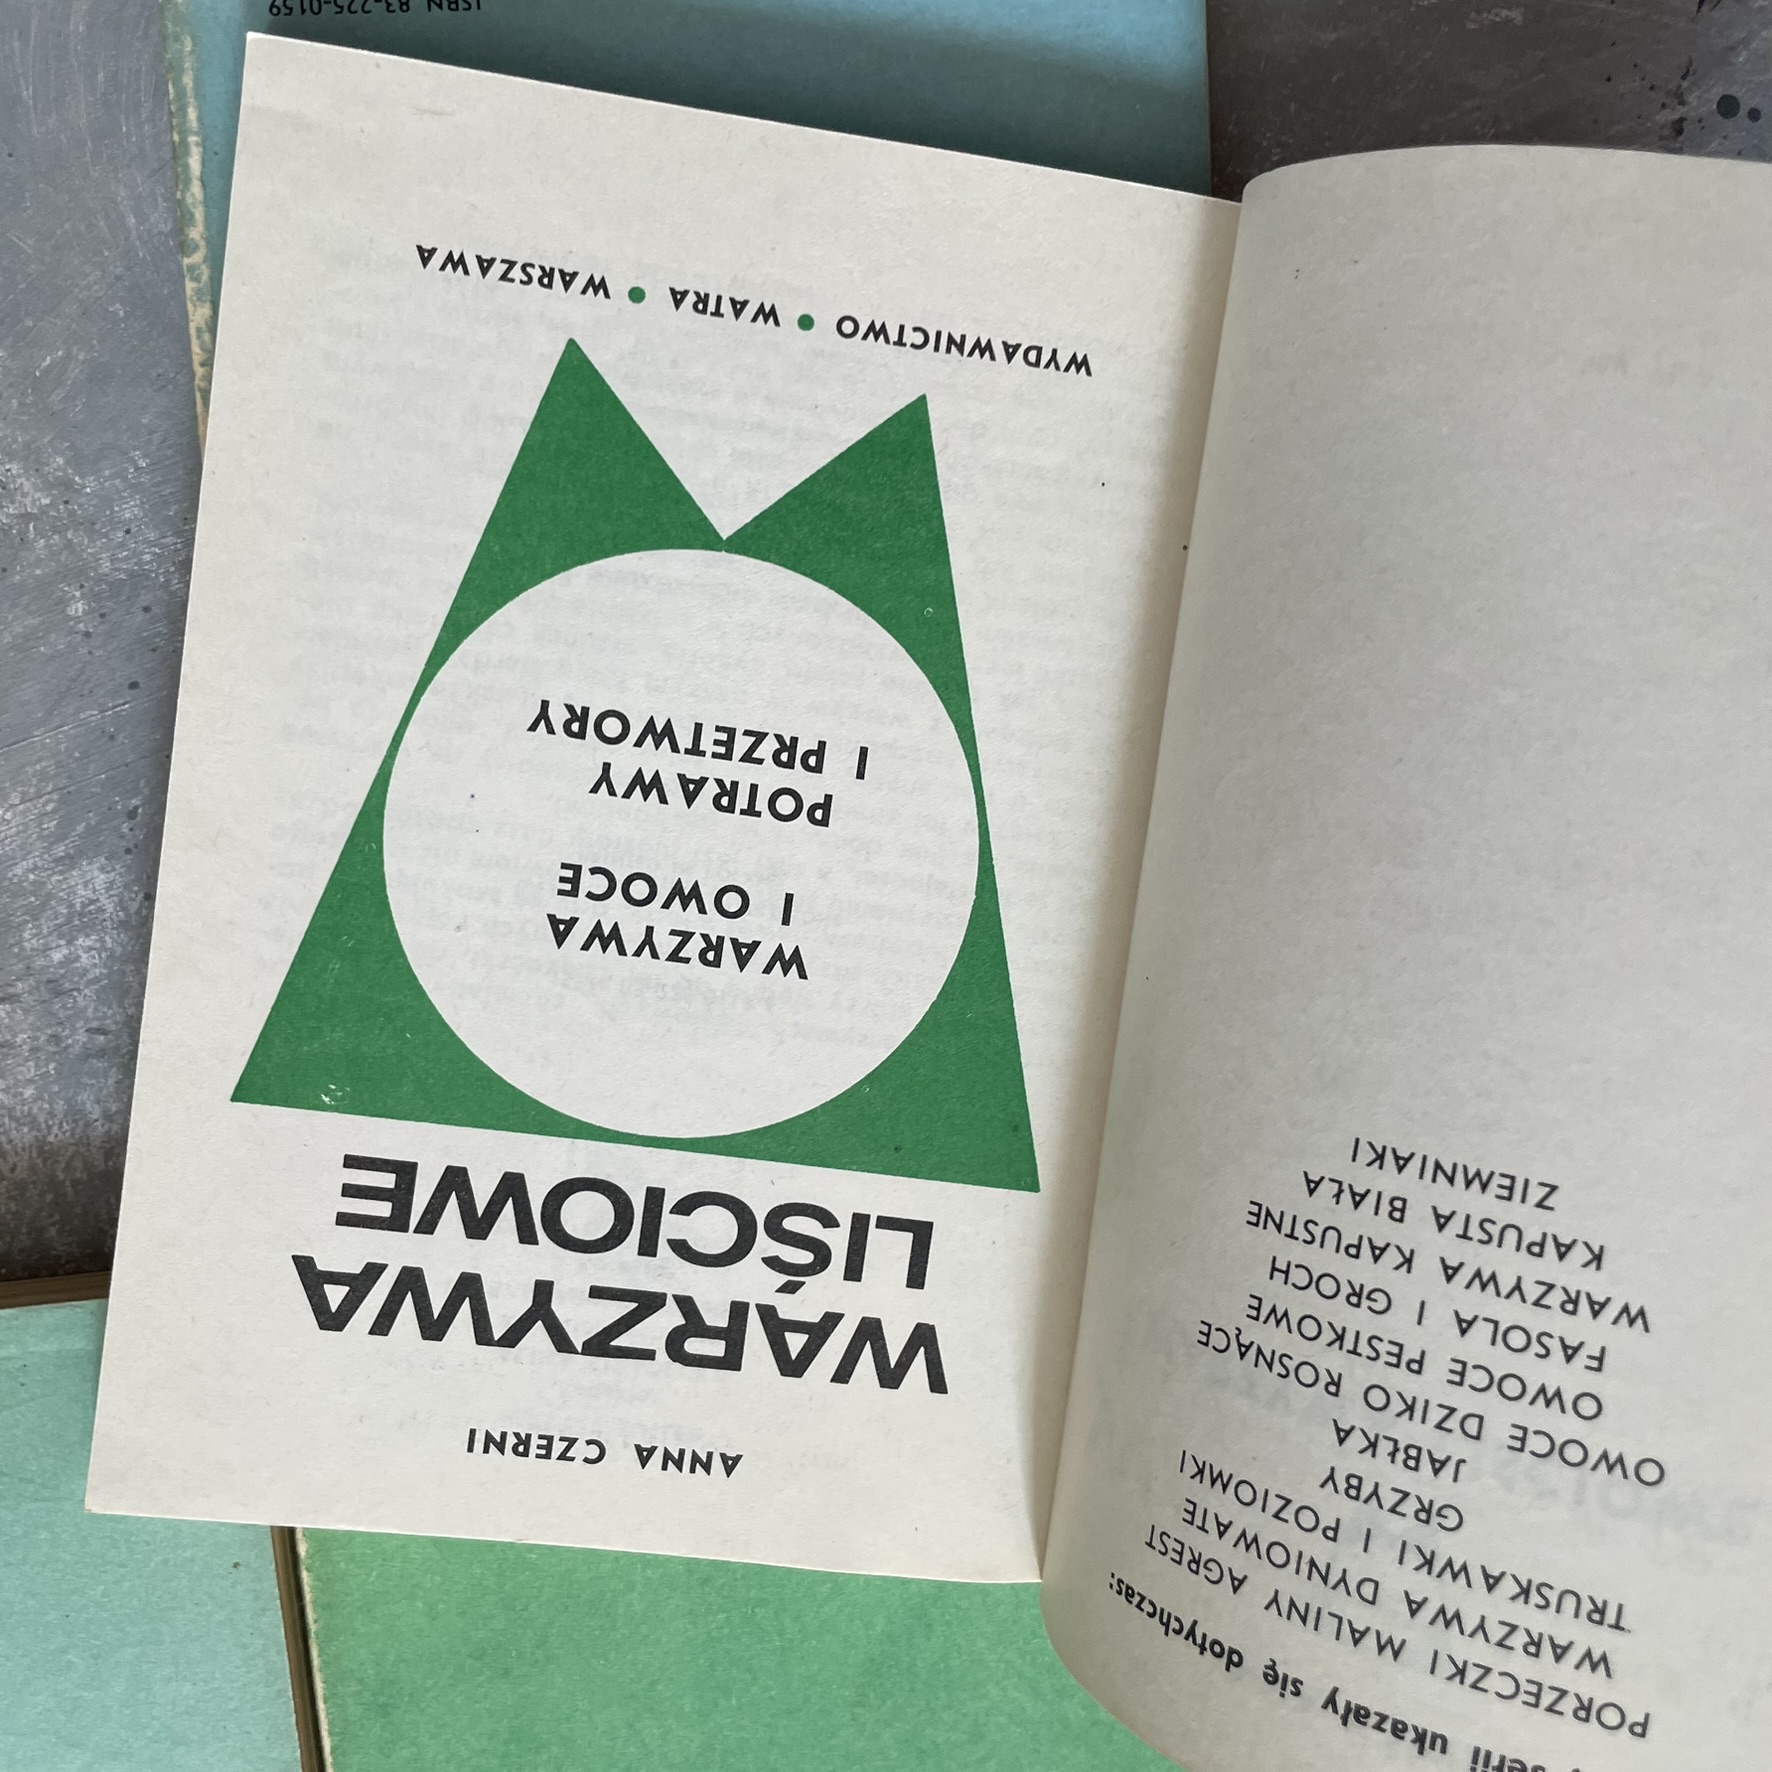 ANNA CZERNI
WARZYWA
LIŚCIOWE
WARZYWA
I OWOCE
POTRAWY
I PRZETWORY
WYDAWNICTWO • WATRA • WARSZAWA
serii ukazały się dotychczas:
PORZECZKI MALINY AGREST
WARZYWA DYNIOWATE
TRUSKAWKI I POZIOMKI
GRZYBY
JABŁKA
OWOCE DZIKO ROSNĄCE
OWOCE PESTKOWE
FASOLA I GROCH
WARZYWA KAPUSTNE
KAPUSTA BIAŁA
ZIEMNIAKI
ISBN 83-225-0159